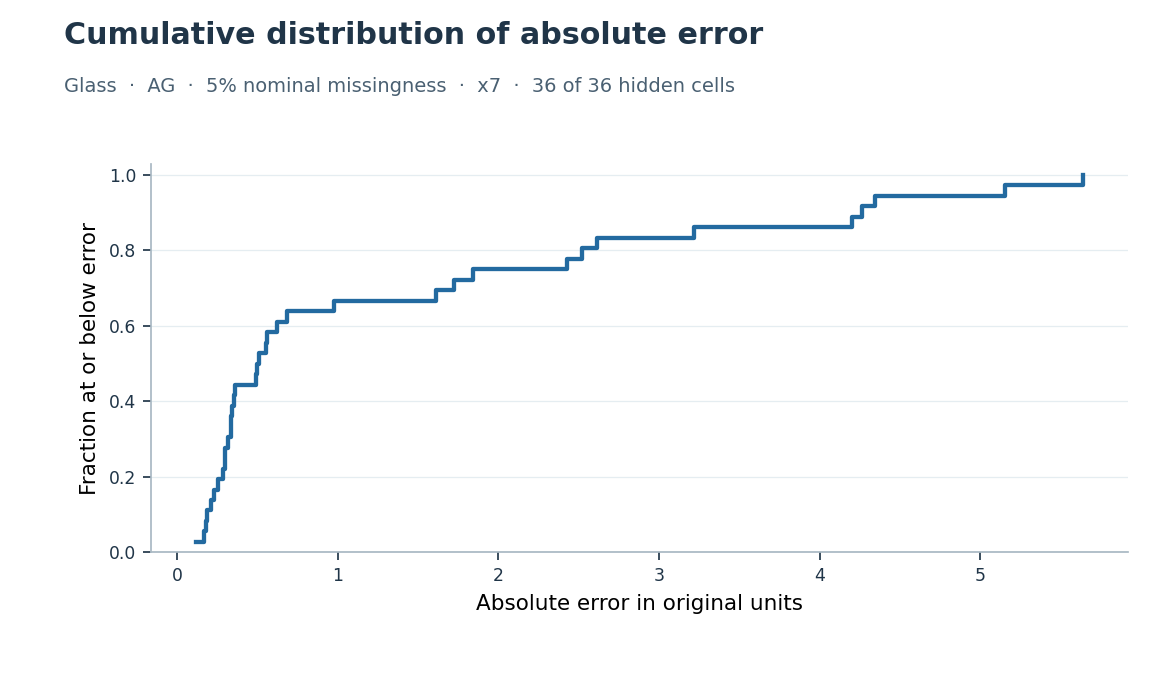 Cumulative distribution of absolute error
Glass · AG · 5% nominal missingness · x7 · 36 of 36 hidden cells
Fraction at or below error
1.0
0.8
0.6
0.4
0.2
0.0
0 1 2 3 4 5
Absolute error in original units